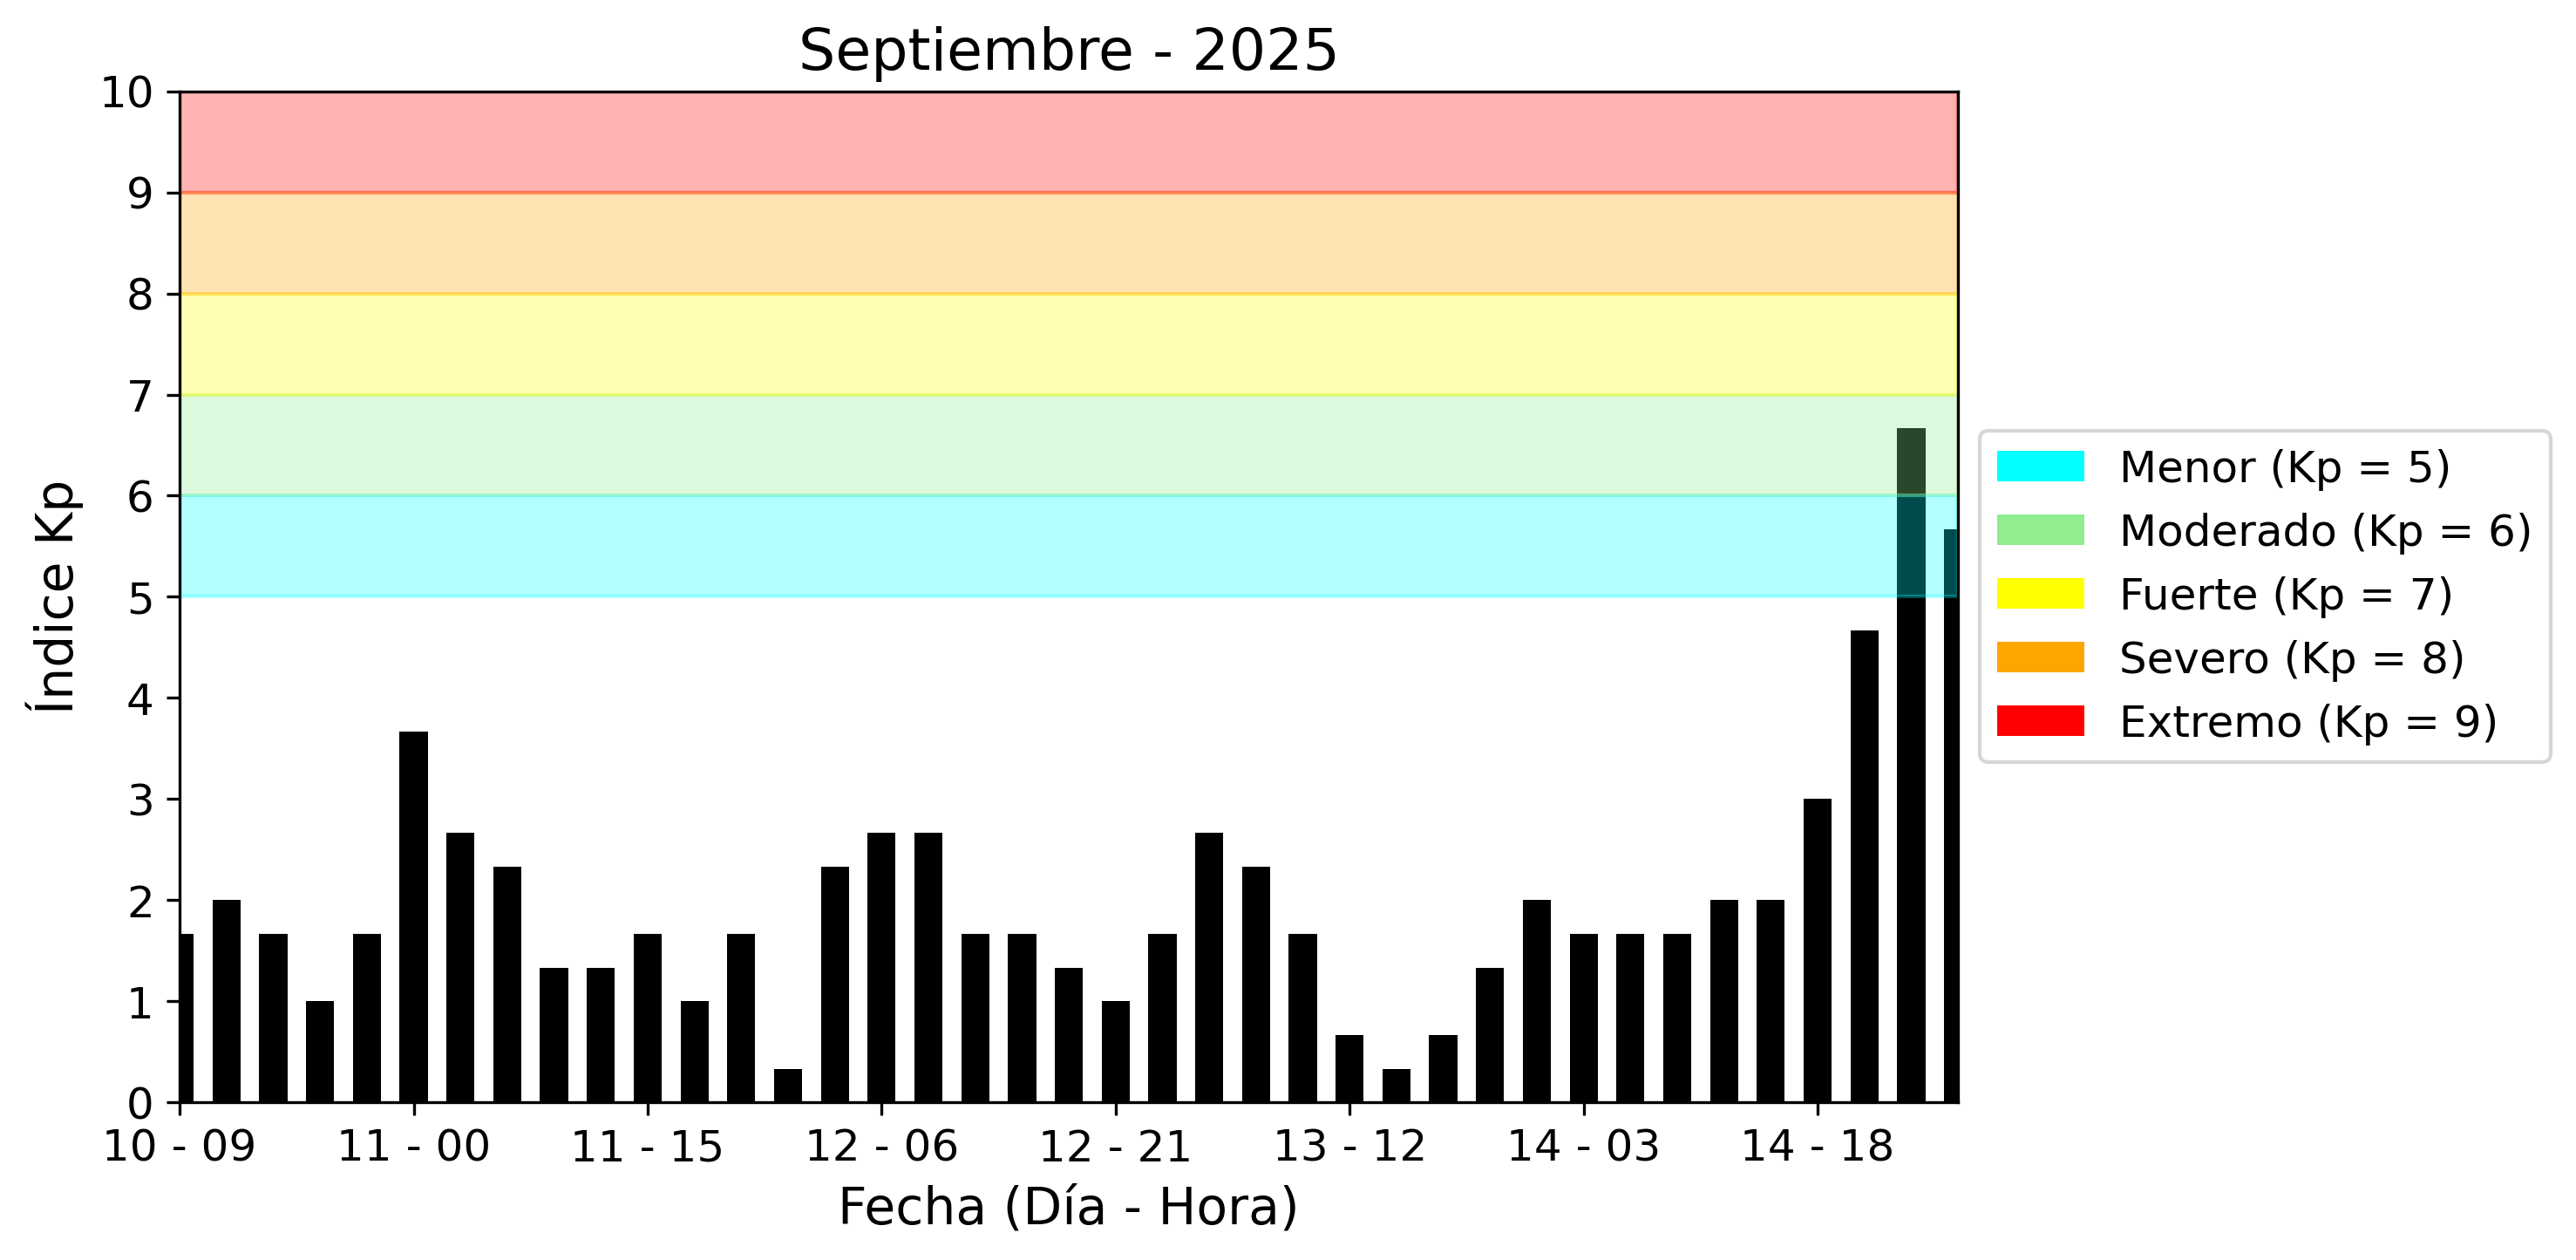 Septiembre - 2025
10
9
8
7
6
5
4
3
2
1
0
Índice Kp
10 - 09 11 - 00 11 - 15 12 - 06 12 - 21 13 - 12 14 - 03 14 - 18
Fecha (Día - Hora)
Menor (Kp = 5)
Moderado (Kp = 6)
Fuerte (Kp = 7)
Severo (Kp = 8)
Extremo (Kp = 9)